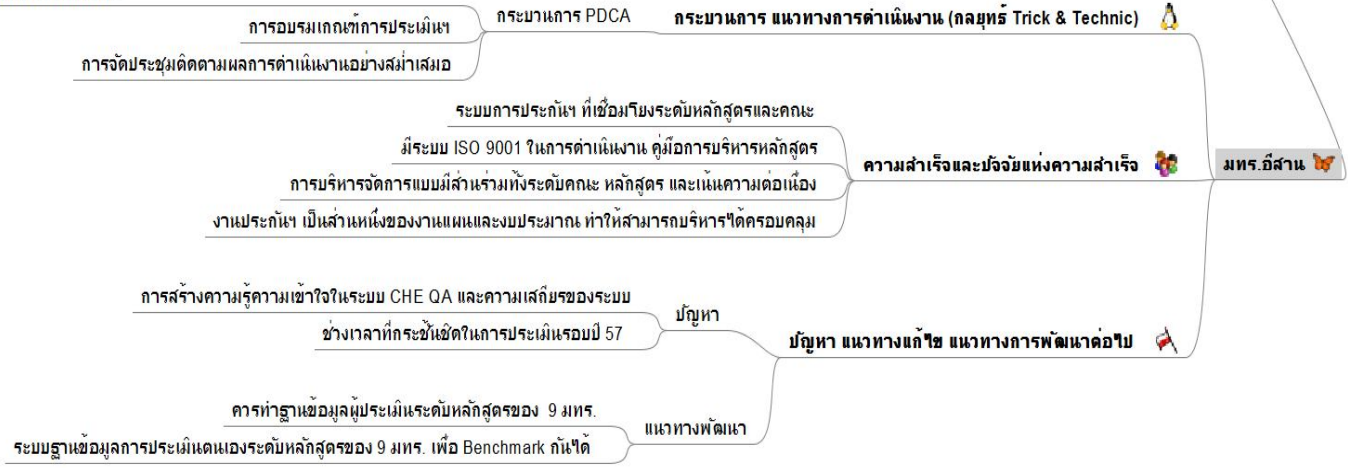 กระบวนการ PDCA
กระบวนการ แนวทางการดำเนินงาน (กลยุทธ์ Trick & Technic)
การอบรมเกณฑ์การประเมินฯ
การจัดประชุมติดตามผลการดำเนินงานอย่างสม่ำเสมอ
ระบบการประกันฯ ที่เชื่อมโยงระดับหลักสูตรและคณะ
มีระบบ ISO 9001 ในการดำเนินงาน คู่มือการบริหารหลักสูตร
ความสำเร็จและปัจจัยแห่งความสำเร็จ
มทร.อีสาน
การบริหารจัดการแบบมีส่วนร่วมทั้งระดับคณะ หลักสูตร และเน้นความต่อเนื่อง
งานประกันฯ เป็นส่วนหนึ่งของงานแผนและงบประมาณ ทำให้สามารถบริหารได้ครอบคลุม
การสร้างความรู้ความเข้าใจในระบบ CHE QA และความเสถียรของระบบ
ปัญหา
ช่วงเวลาที่กระชั้นชิดในการประเมินรอบปี 57
ปัญหา แนวทางแก้ไข แนวทางการพัฒนาต่อไป
ควรทำฐานข้อมูลผู้ประเมินระดับหลักสูตรของ 9 มทร.
แนวทางพัฒนา
ระบบฐานข้อมูลการประเมินตนเองระดับหลักสูตรของ 9 มทร. เพื่อ Benchmark กันได้